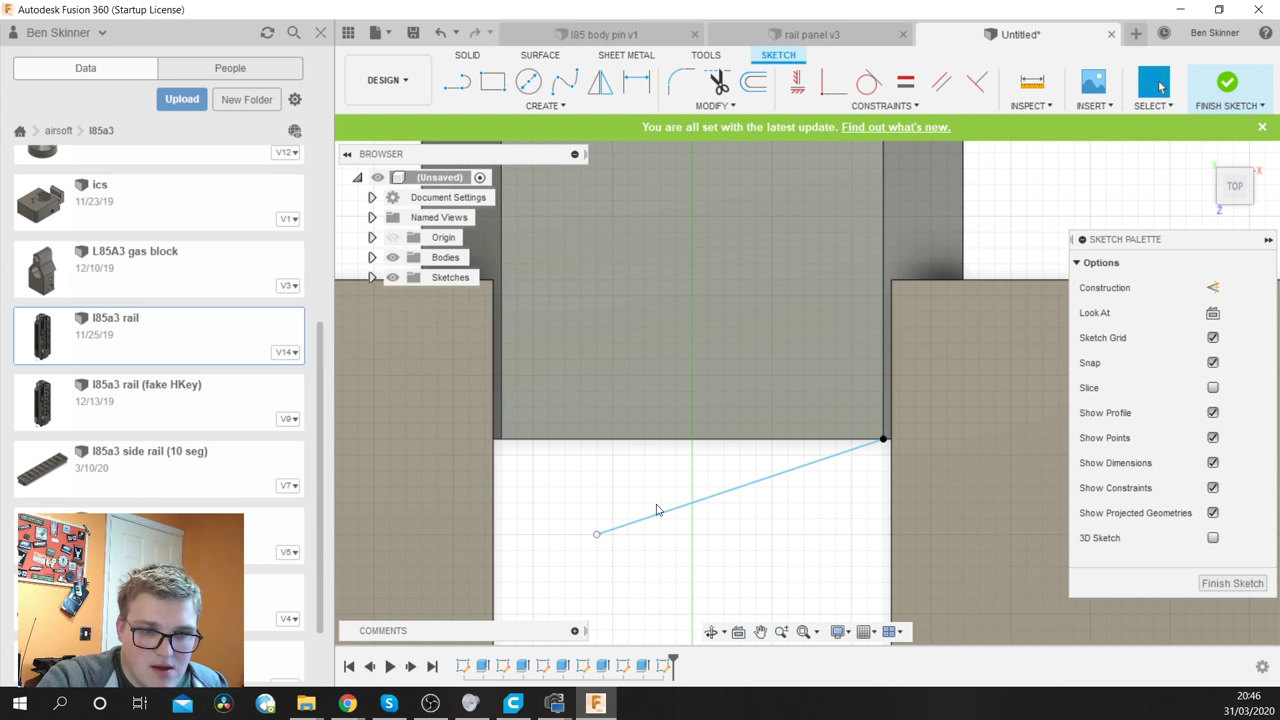 Autodesk Fusion 360 (Startup License)
Ben Skinner
l85 body pin v1
rail panel v3
Untitled*
Ben Skinner
Data
People
Upload
New Folder
airsoft
l85a3
V12
ics
11/23/19
V1
L85A3 gas block
12/10/19
V3
l85a3 rail
11/25/19
V14
l85a3 rail (fake HKey)
12/13/19
V9
l85a3 side rail (10 seg)
3/10/20
V7
V5
V4
DESIGN
SOLID
SURFACE
SHEET METAL
TOOLS
SKETCH
CREATE
MODIFY
CONSTRAINTS
INSPECT
INSERT
SELECT
FINISH SKETCH
You are all set with the latest update. Find out what's new.
BROWSER
(Unsaved)
Document Settings
Named Views
Origin
Bodies
Sketches
TOP
X
Y
Z
SKETCH PALETTE
Options
Construction
Look At
Sketch Grid
Snap
Slice
Show Profile
Show Points
Show Dimensions
Show Constraints
Show Projected Geometries
3D Sketch
Finish Sketch
COMMENTS
20:46
31/03/2020